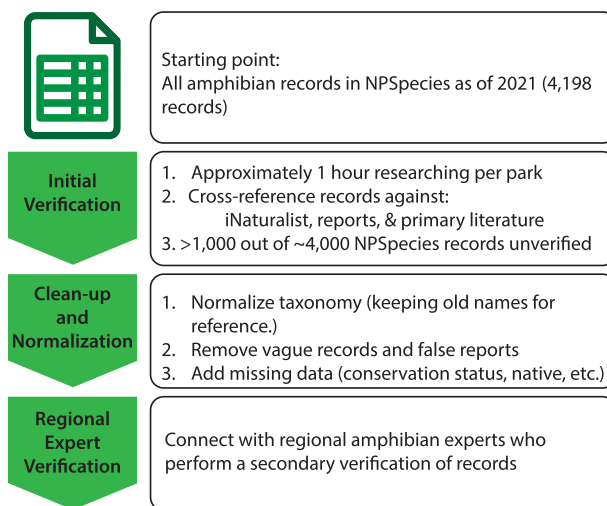 Starting point:
All amphibian records in NPSpecies as of 2021 (4,198
records)
Initial
Verification
1. Approximately 1 hour researching per park
2. Cross-reference records against:
iNaturalist, reports, & primary literature
3. >1,000 out of ~4,000 NPSpecies records unverified
Clean-up
and
Normalization
1. Normalize taxonomy (keeping old names for
reference.)
2. Remove vague records and false reports
3. Add missing data (conservation status, native, etc.)
Regional
Expert
Verification
Connect with regional amphibian experts who
perform a secondary verification of records